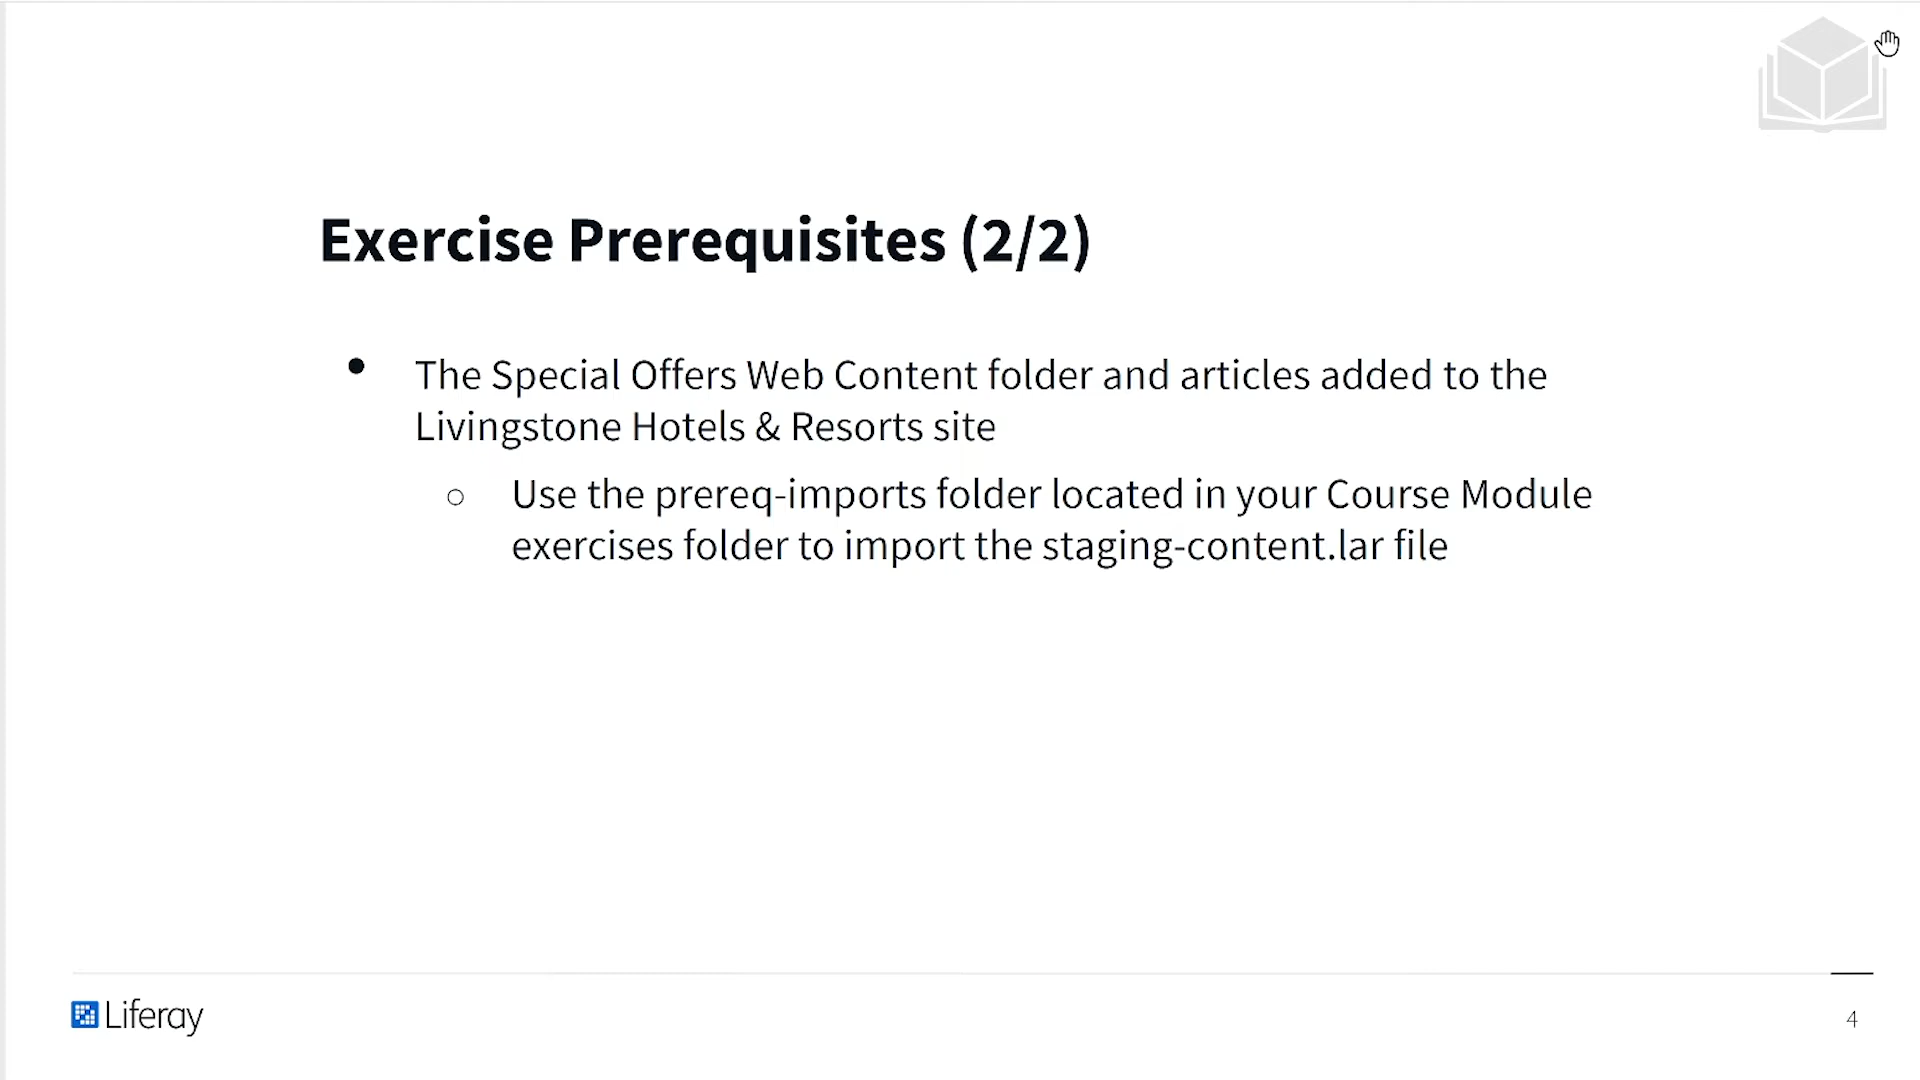 Exercise Prerequisites (2/2)
● The Special Offers Web Content folder and articles added to the
Livingstone Hotels & Resorts site
○ Use the prereq-imports folder located in your Course Module
exercises folder to import the staging-content.lar file
Liferay
4